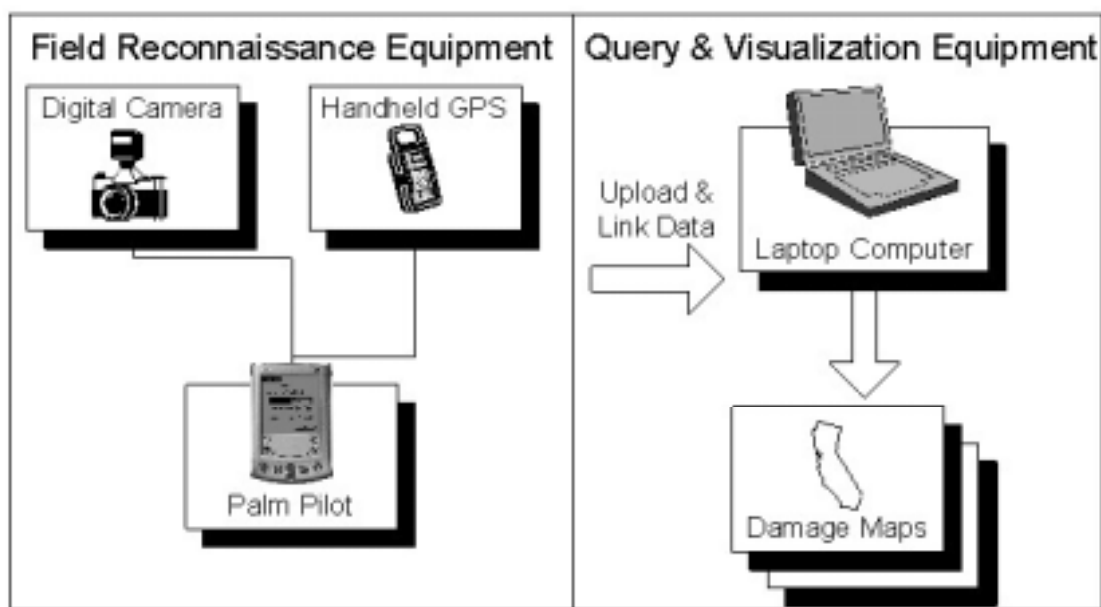 Field Reconnaissance Equipment
Digital Camera
Handheld GPS
Palm Pilot
Query & Visualization Equipment
Upload &
Link Data
Laptop Computer
Damage Maps